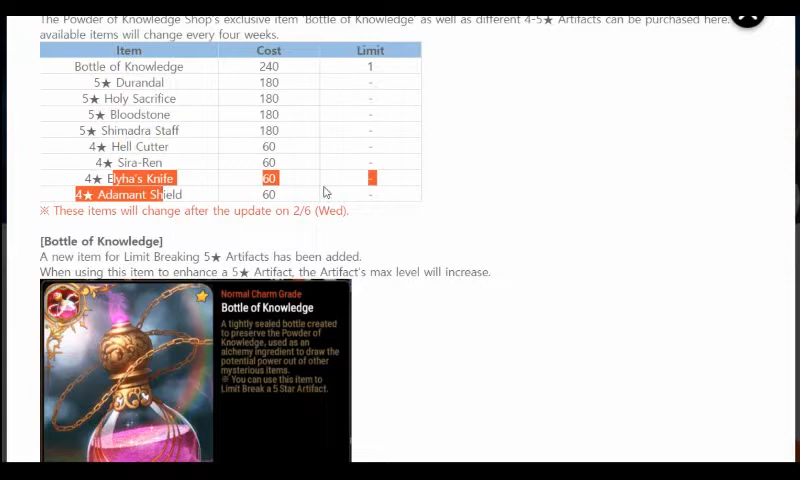 The Powder of Knowledge Shop's exclusive item 'Bottle of Knowledge' as well as different 4-5★ Artifacts can be purchased here.
available items will change every four weeks.
Item Cost Limit
Bottle of Knowledge 240 1
5★ Durandal 180 -
5★ Holy Sacrifice 180 -
5★ Bloodstone 180 -
5★ Shimadra Staff 180 -
4★ Hell Cutter 60 -
4★ Sira-Ren 60 -
4★ Elyha's Knife 60 -
4★ Adamant Shield 60 -
※ These items will change after the update on 2/6 (Wed).
[Bottle of Knowledge]
A new item for Limit Breaking 5★ Artifacts has been added.
When using this item to enhance a 5★ Artifact, the Artifact's max level will increase.
Normal Charm Grade
Bottle of Knowledge
A tightly sealed bottle created
to preserve the Powder of
Knowledge, used as an
alchemy ingredient to draw the
potential power out of other
mysterious items.
※ You can use this item to
Limit Break a 5 Star Artifact.